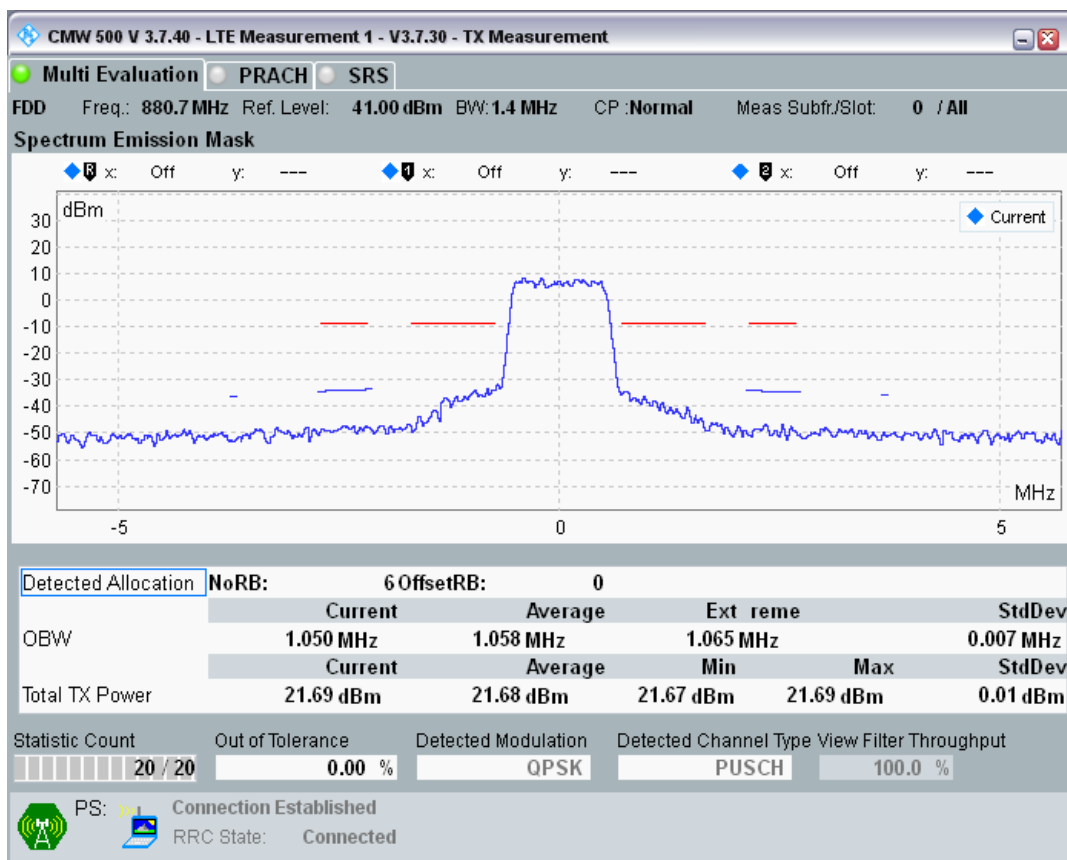 CMW 500 V 3.7.40 - LTE Measurement 1 - V3.7.30 - TX Measurement
Multi Evaluation PRACH SRS
FDD Freq.: 880.7 MHz Ref. Level: 41.00 dBm BW: 1.4 MHz CP :Normal Meas Subfr./Slot: 0 / All
Spectrum Emission Mask
R x: Off y: --- 1 x: Off y: --- 2 x: Off y: ---
dBm
Current
30
20
10
0
-10
-20
-30
-40
-50
-60
-70
MHz
-5 0 5
Detected Allocation NoRB: 6 OffsetRB: 0
Current Average Ext reme StdDev
OBW 1.050 MHz 1.058 MHz 1.065 MHz 0.007 MHz
Current Average Min Max StdDev
Total TX Power 21.69 dBm 21.68 dBm 21.67 dBm 21.69 dBm 0.01 dBm
Statistic Count Out of Tolerance Detected Modulation Detected Channel Type View Filter Throughput
20 / 20 0.00 % QPSK PUSCH 100.0 %
PS: Connection Established
RRC State: Connected